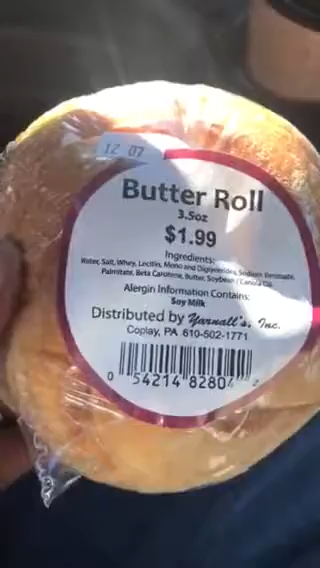 12 07
Butter Roll
3.5oz
$1.99
Ingredients:
Water, Salt, Whey, Lecitin, Mono and Diglycerides, Sodium Benzoate,
Palmitate, Beta Carotene, Butter, Soybean / Canola Oil
Alergin Information Contains:
Soy Milk
Distributed by Yarnall's, Inc.
Coplay, PA 610-502-1771
0 54214 8280 2